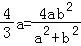 4/3 a = 4ab²/(a²+b²)